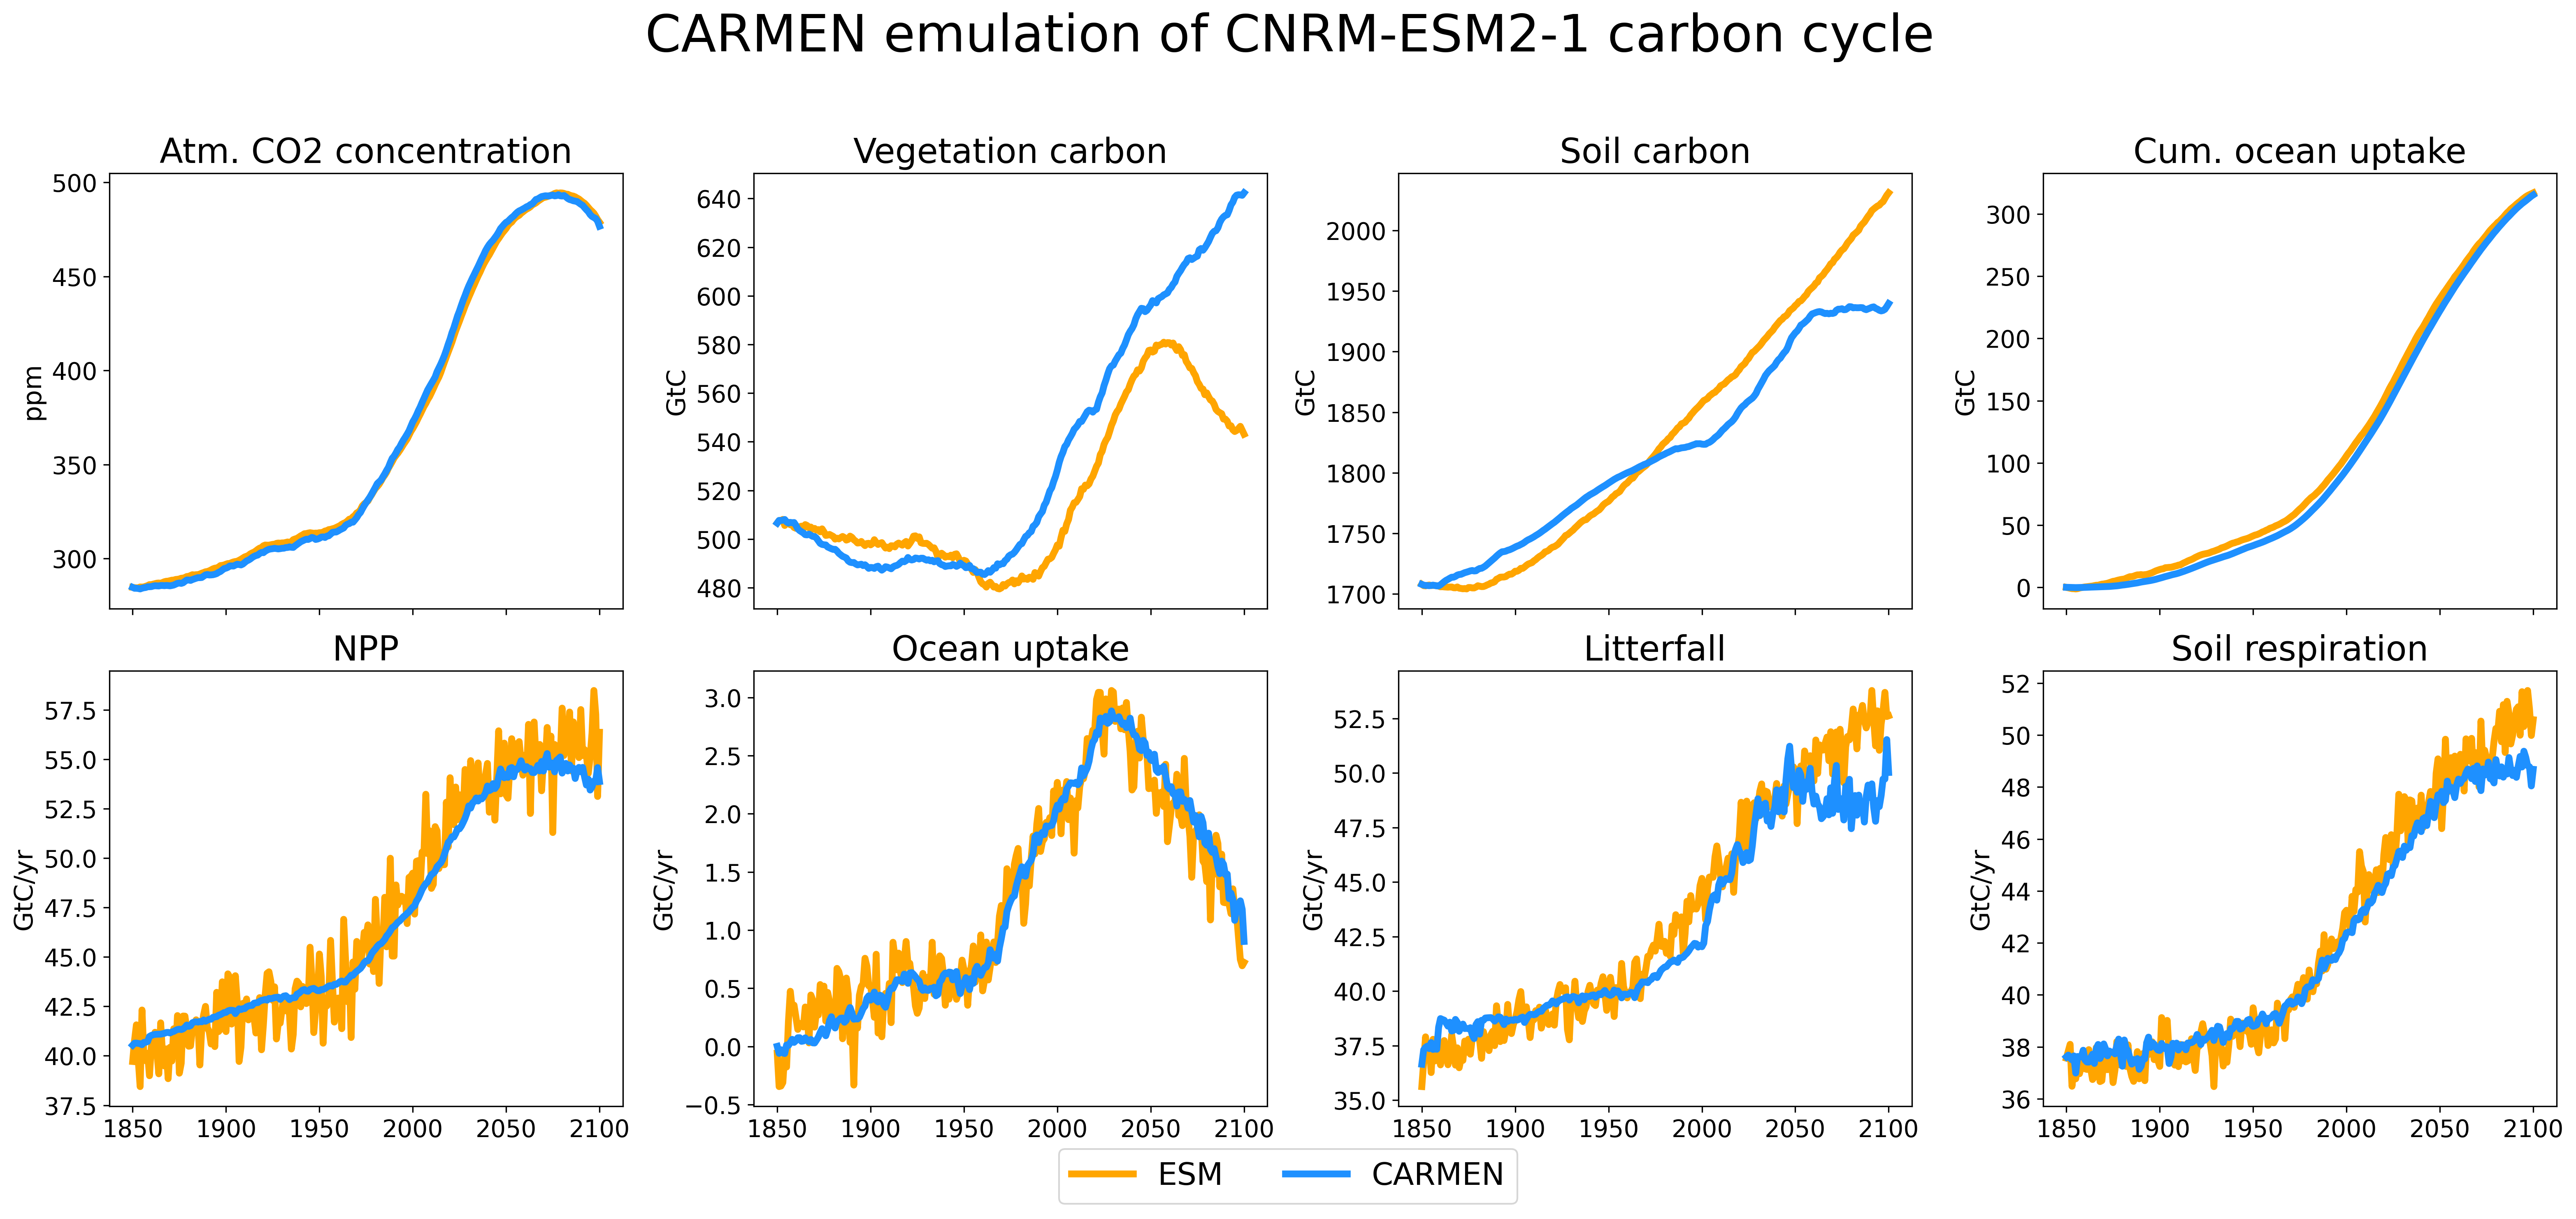 CARMEN emulation of CNRM-ESM2-1 carbon cycle
Atm. CO2 concentration
500
450
400
350
300
ppm
Vegetation carbon
640
620
600
580
560
540
520
500
480
GtC
Soil carbon
2000
1950
1900
1850
1800
1750
1700
GtC
Cum. ocean uptake
300
250
200
150
100
50
0
GtC
NPP
57.5
55.0
52.5
50.0
47.5
45.0
42.5
40.0
37.5
GtC/yr
1850 1900 1950 2000 2050 2100
Ocean uptake
3.0
2.5
2.0
1.5
1.0
0.5
0.0
−0.5
GtC/yr
1850 1900 1950 2000 2050 2100
Litterfall
52.5
50.0
47.5
45.0
42.5
40.0
37.5
35.0
GtC/yr
1850 1900 1950 2000 2050 2100
Soil respiration
52
50
48
46
44
42
40
38
36
GtC/yr
1850 1900 1950 2000 2050 2100
ESM CARMEN